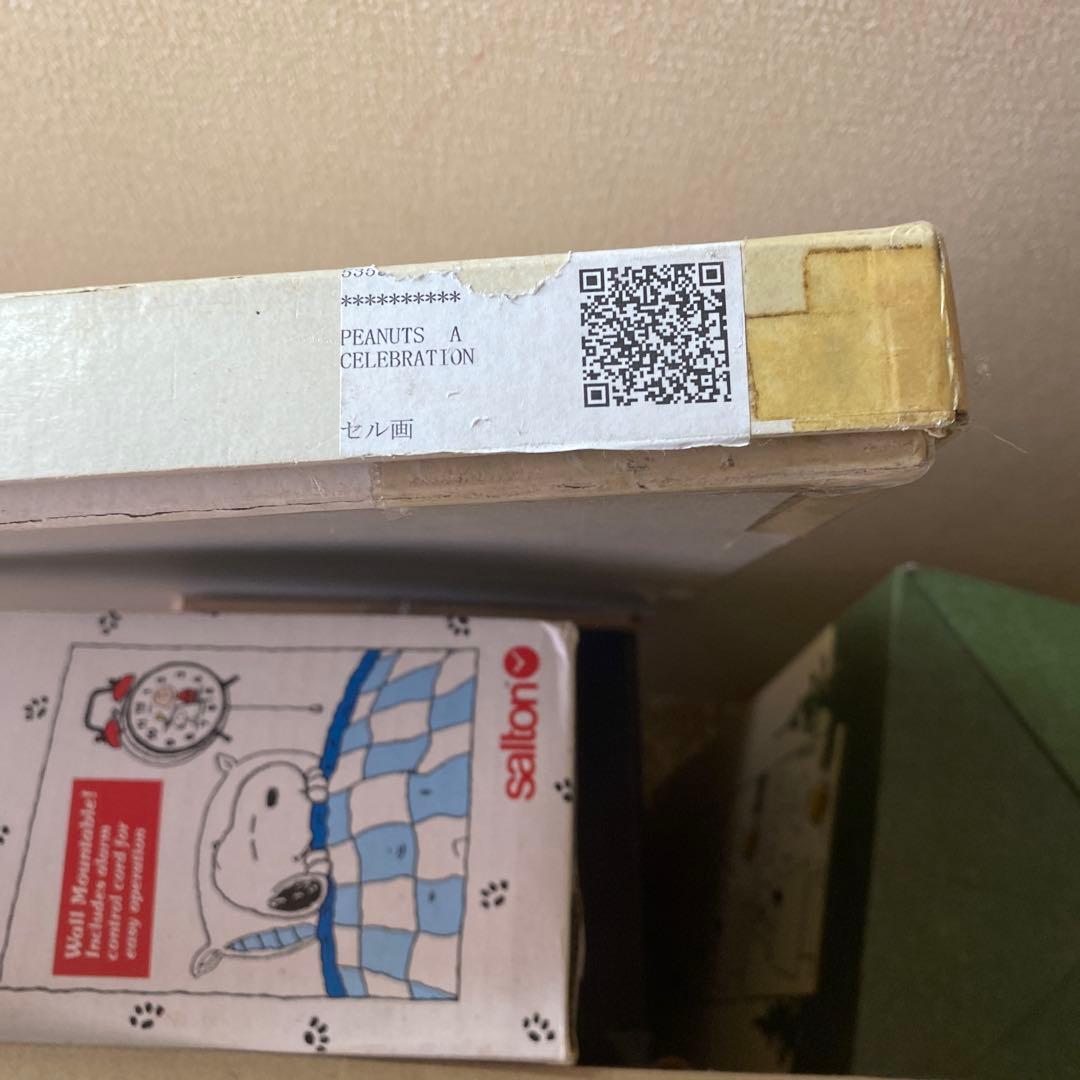 **********
PEANUTS A
CELEBRATION
セル画
salton
Wall Mountable!
Includes alarm
control cord for
easy operation